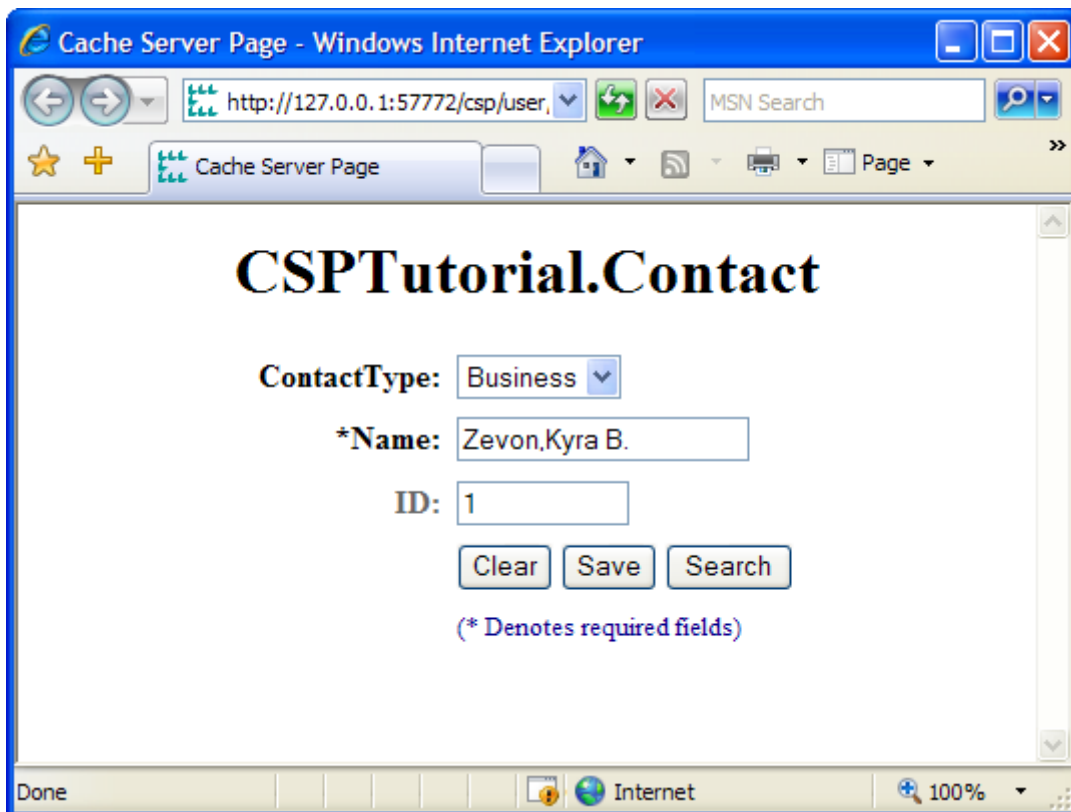 Cache Server Page - Windows Internet Explorer
http://127.0.0.1:57772/csp/user, MSN Search
Cache Server Page Page »
CSPTutorial.Contact
ContactType: Business
*Name: Zevon,Kyra B.
ID: 1
Clear Save Search
(* Denotes required fields)
Done Internet 100%